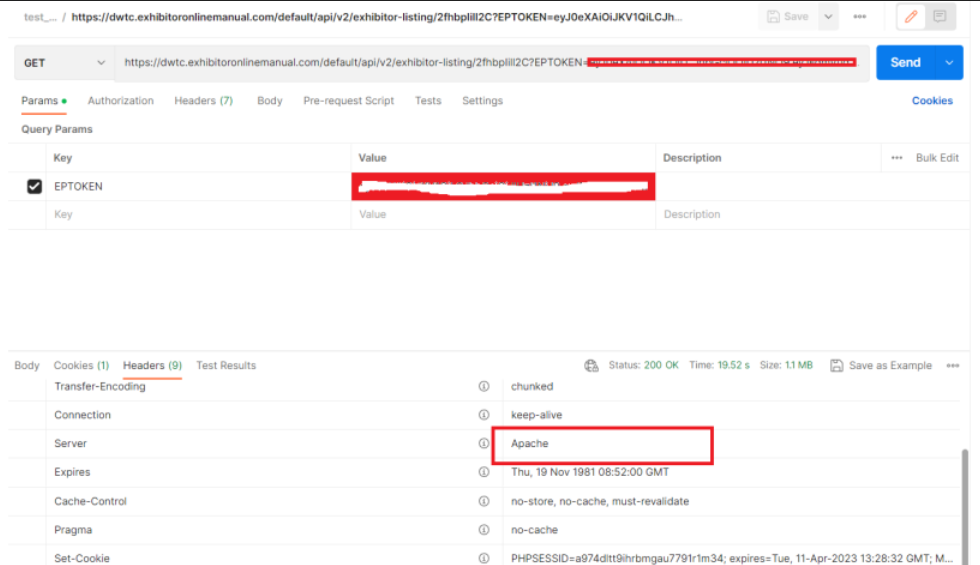 test_... / https://dwtc.exhibitoronlinemanual.com/default/api/v2/exhibitor-listing/2fhbplill2C?EPTOKEN=eyJ0eXAiOiJKV1QiLCJh...
Save
GET https://dwtc.exhibitoronlinemanual.com/default/api/v2/exhibitor-listing/2fhbplill2C?EPTOKEN= Send
Params Authorization Headers (7) Body Pre-request Script Tests Settings Cookies
Query Params
Key Value Description ... Bulk Edit
EPTOKEN
Key Value Description
Body Cookies (1) Headers (9) Test Results Status: 200 OK Time: 19.52 s Size: 1.1 MB Save as Example
Transfer-Encoding chunked
Connection keep-alive
Server Apache
Expires Thu, 19 Nov 1981 08:52:00 GMT
Cache-Control no-store, no-cache, must-revalidate
Pragma no-cache
Set-Cookie PHPSESSID=a974dltt9ihrbmgau7791r1m34; expires=Tue, 11-Apr-2023 13:28:32 GMT; M...